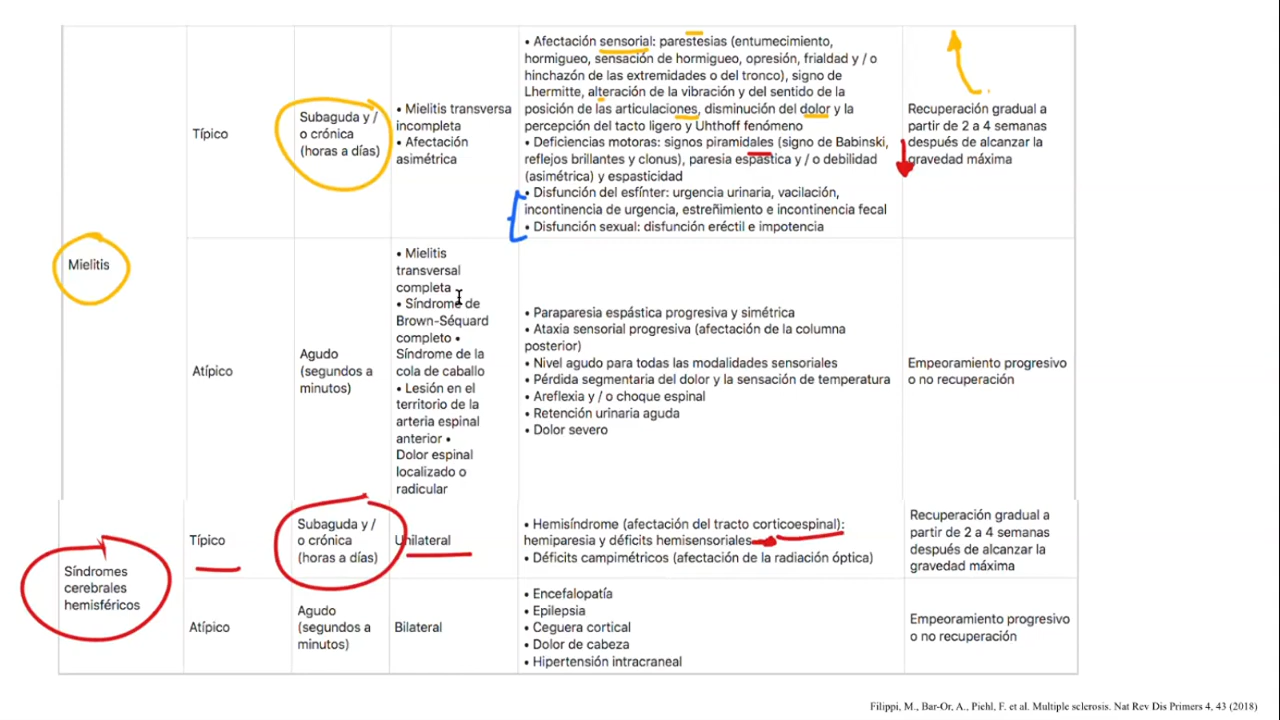 Mielitis
Típico
Subaguda y /
o crónica
(horas a días)
• Mielitis transversa
incompleta
• Afectación
asimétrica
• Afectación sensorial: parestesias (entumecimiento,
hormigueo, sensación de hormigueo, opresión, frialdad y / o
hinchazón de las extremidades o del tronco), signo de
Lhermitte, alteración de la vibración y del sentido de la
posición de las articulaciones, disminución del dolor y la
percepción del tacto ligero y Uhthoff fenómeno
• Deficiencias motoras: signos piramidales (signo de Babinski,
reflejos brillantes y clonus), paresia espástica y / o debilidad
(asimétrica) y espasticidad
• Disfunción del esfínter: urgencia urinaria, vacilación,
incontinencia de urgencia, estreñimiento e incontinencia fecal
• Disfunción sexual: disfunción eréctil e impotencia
Recuperación gradual a
partir de 2 a 4 semanas
después de alcanzar la
gravedad máxima
Atípico
Agudo
(segundos a
minutos)
• Mielitis
transversal
completa
• Síndrome de
Brown-Séquard
completo •
Síndrome de la
cola de caballo
• Lesión en el
territorio de la
arteria espinal
anterior •
Dolor espinal
localizado o
radicular
• Paraparesia espástica progresiva y simétrica
• Ataxia sensorial progresiva (afectación de la columna
posterior)
• Nivel agudo para todas las modalidades sensoriales
• Pérdida segmentaria del dolor y la sensación de temperatura
• Areflexia y / o choque espinal
• Retención urinaria aguda
• Dolor severo
Empeoramiento progresivo
o no recuperación
Síndromes
cerebrales
hemisféricos
Típico
Subaguda y /
o crónica
(horas a días)
Unilateral
• Hemisíndrome (afectación del tracto corticoespinal):
hemiparesia y déficits hemisensoriales
• Déficits campimétricos (afectación de la radiación óptica)
Recuperación gradual a
partir de 2 a 4 semanas
después de alcanzar la
gravedad máxima
Atípico
Agudo
(segundos a
minutos)
Bilateral
• Encefalopatía
• Epilepsia
• Ceguera cortical
• Dolor de cabeza
• Hipertensión intracraneal
Empeoramiento progresivo
o no recuperación
Filippi, M., Bar-Or, A., Piehl, F. et al. Multiple sclerosis. Nat Rev Dis Primers 4, 43 (2018)